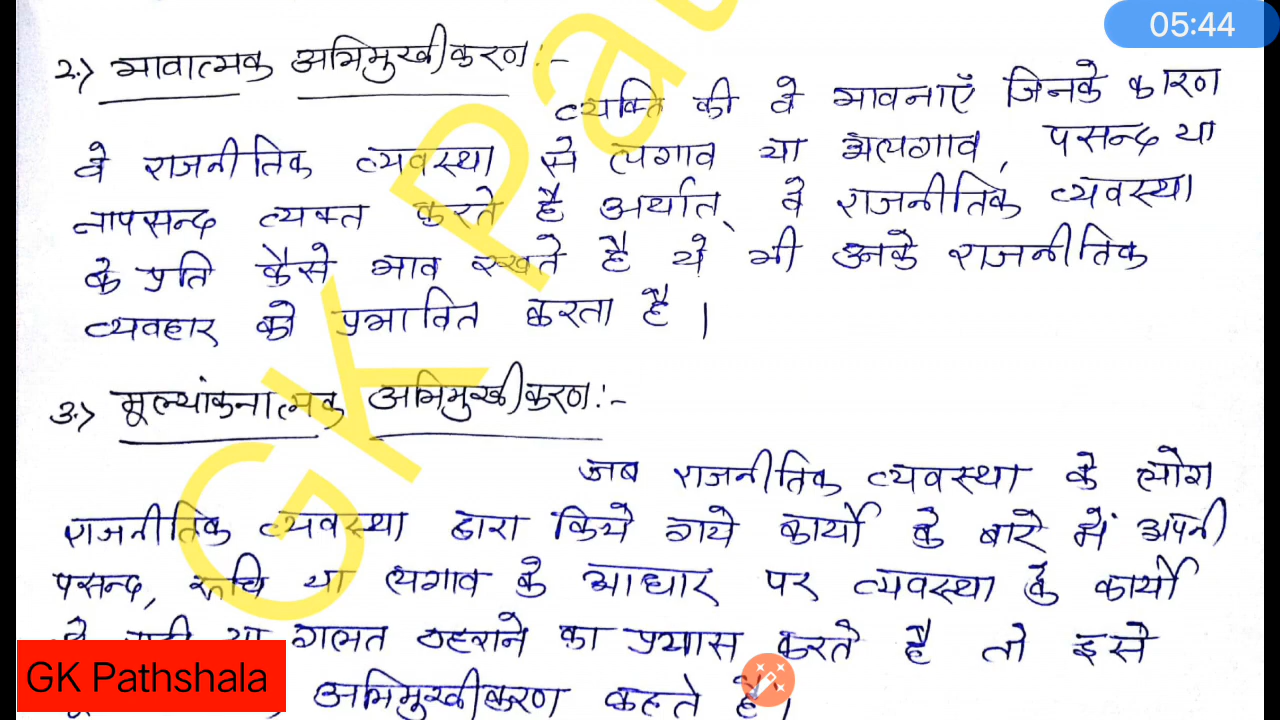 05:44
2.) भावात्मक अभिमुखीकरण:-
व्यक्ति की वे भावनाएँ जिनके कारण
वे राजनीतिक व्यवस्था से लगाव या अलगाव, पसन्द या
नापसन्द व्यक्त करते है अर्थात् वे राजनीतिक व्यवस्था
के प्रति कैसे भाव रखते है ये भी उनके राजनीतिक
व्यवहार को प्रभावित करता है।
3.) मूल्यांकनात्मक अभिमुखीकरण:-
जब राजनीतिक व्यवस्था के लोग
राजनीतिक व्यवस्था द्वारा किये गये कार्यो के बारे में अपनी
पसन्द, रूचि या लगाव के आधार पर व्यवस्था के कार्यो
या गलत ठहराने का प्रयास करते है तो इसे
अभिमुखीकरण कहते है।
GK Pathshala
GK Pa